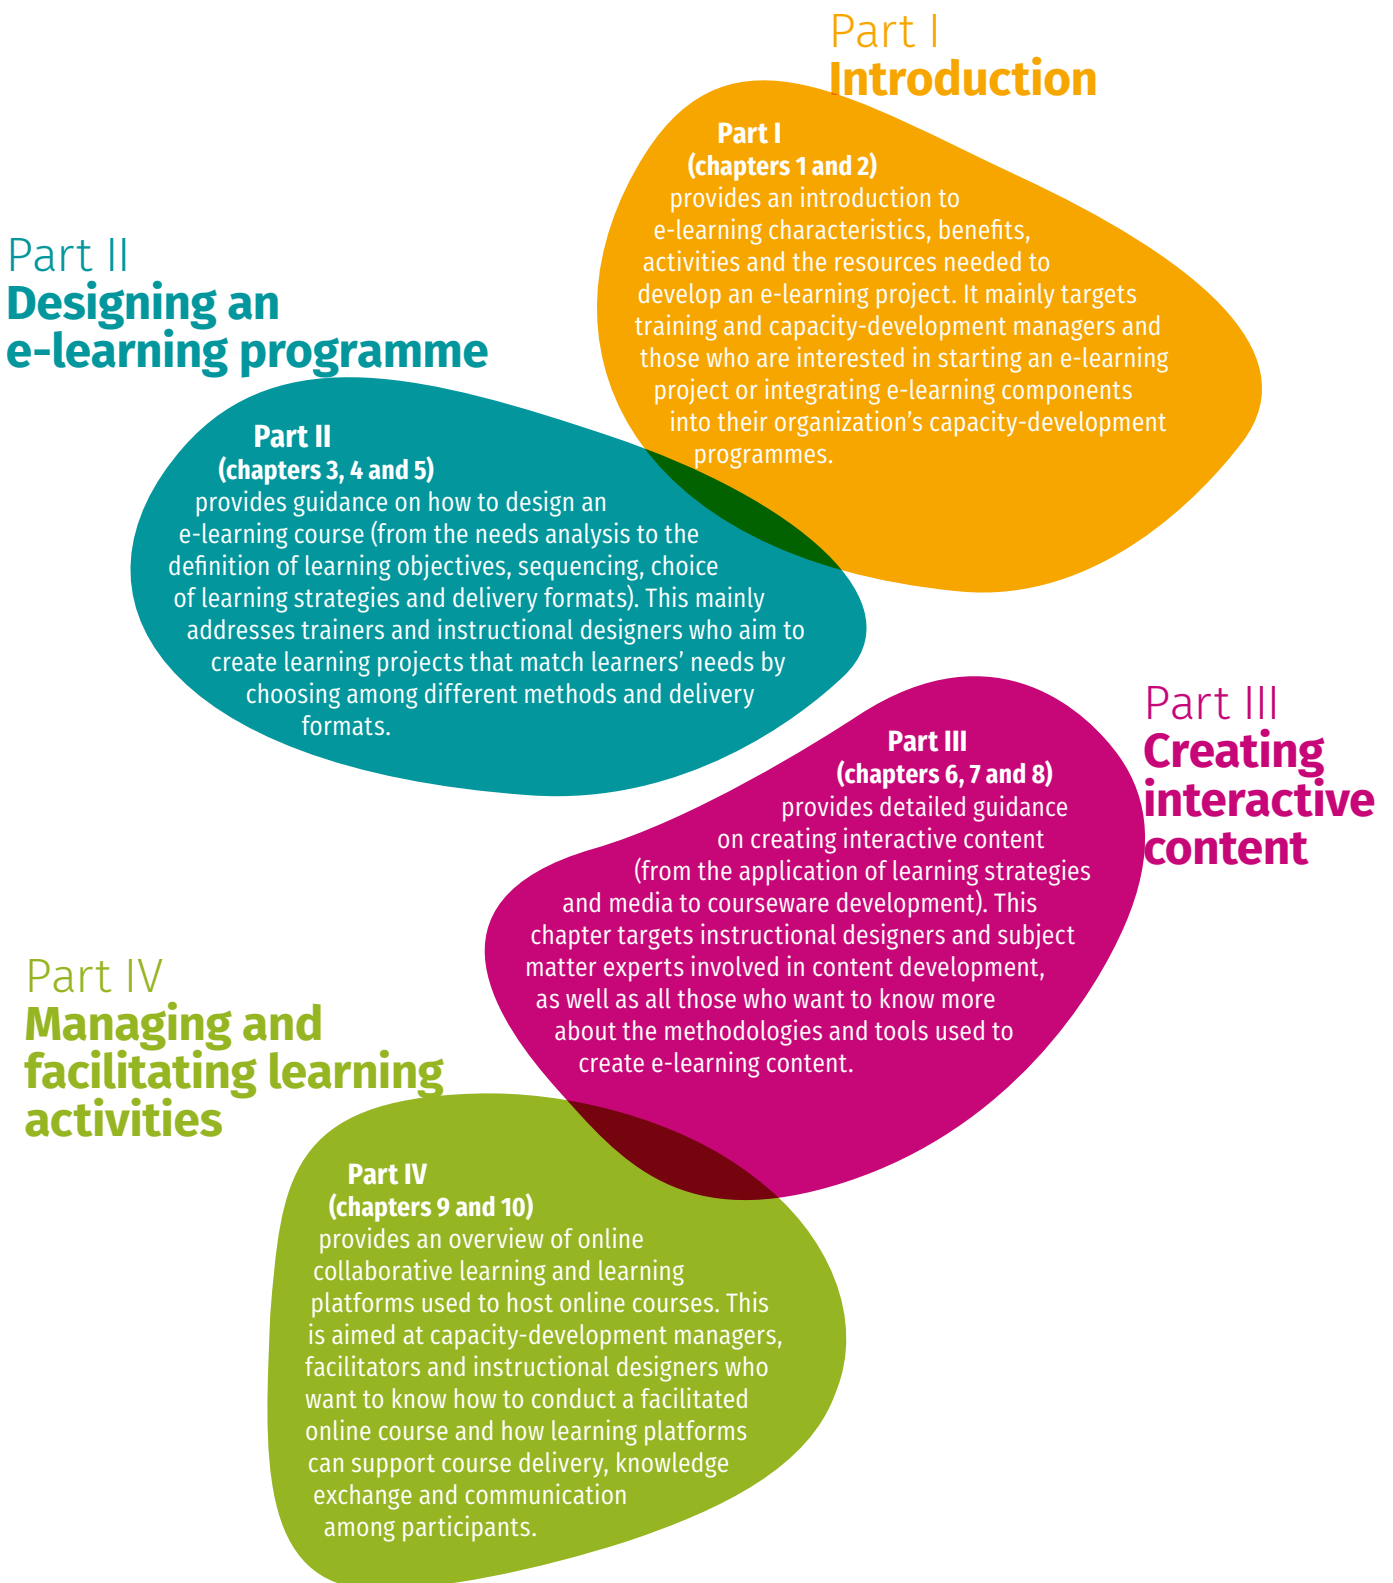 Part I
Introduction
Part I
(chapters 1 and 2)
provides an introduction to
e-learning characteristics, benefits,
activities and the resources needed to
develop an e-learning project. It mainly targets
training and capacity-development managers and
those who are interested in starting an e-learning
project or integrating e-learning components
into their organization’s capacity-development
programmes.
Part II
Designing an
e-learning programme
Part II
(chapters 3, 4 and 5)
provides guidance on how to design an
e-learning course (from the needs analysis to the
definition of learning objectives, sequencing, choice
of learning strategies and delivery formats). This mainly
addresses trainers and instructional designers who aim to
create learning projects that match learners’ needs by
choosing among different methods and delivery
formats.
Part III
Creating
interactive
content
Part III
(chapters 6, 7 and 8)
provides detailed guidance
on creating interactive content
(from the application of learning strategies
and media to courseware development). This
chapter targets instructional designers and subject
matter experts involved in content development,
as well as all those who want to know more
about the methodologies and tools used to
create e-learning content.
Part IV
Managing and
facilitating learning
activities
Part IV
(chapters 9 and 10)
provides an overview of online
collaborative learning and learning
platforms used to host online courses. This
is aimed at capacity-development managers,
facilitators and instructional designers who
want to know how to conduct a facilitated
online course and how learning platforms
can support course delivery, knowledge
exchange and communication
among participants.